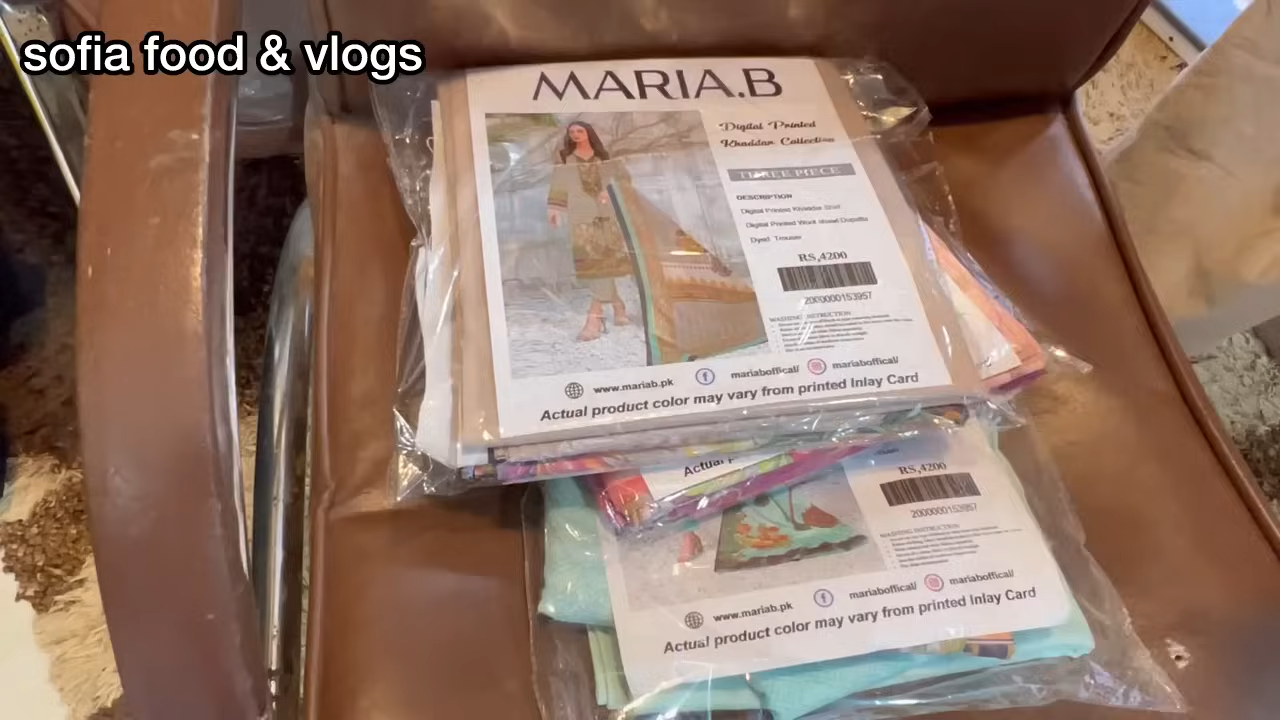 sofia food & vlogs
MARIA.B
Digital Printed
Khaddar Collection
THREE PIECE
DESCRIPTION
Digital Printed Khaddar Shirt
Digital Printed Wool shawl Dupatta
Dyed Trouser
RS,4200
2000000153957
WASHING INSTRUCTION
www.mariab.pk mariaboffical/ mariaboffical/
Actual product color may vary from printed Inlay Card
Actual
RS,4200
2000000153957
WASHING INSTRUCTION
www.mariab.pk mariaboffical/ mariaboffical/
Actual product color may vary from printed Inlay Card